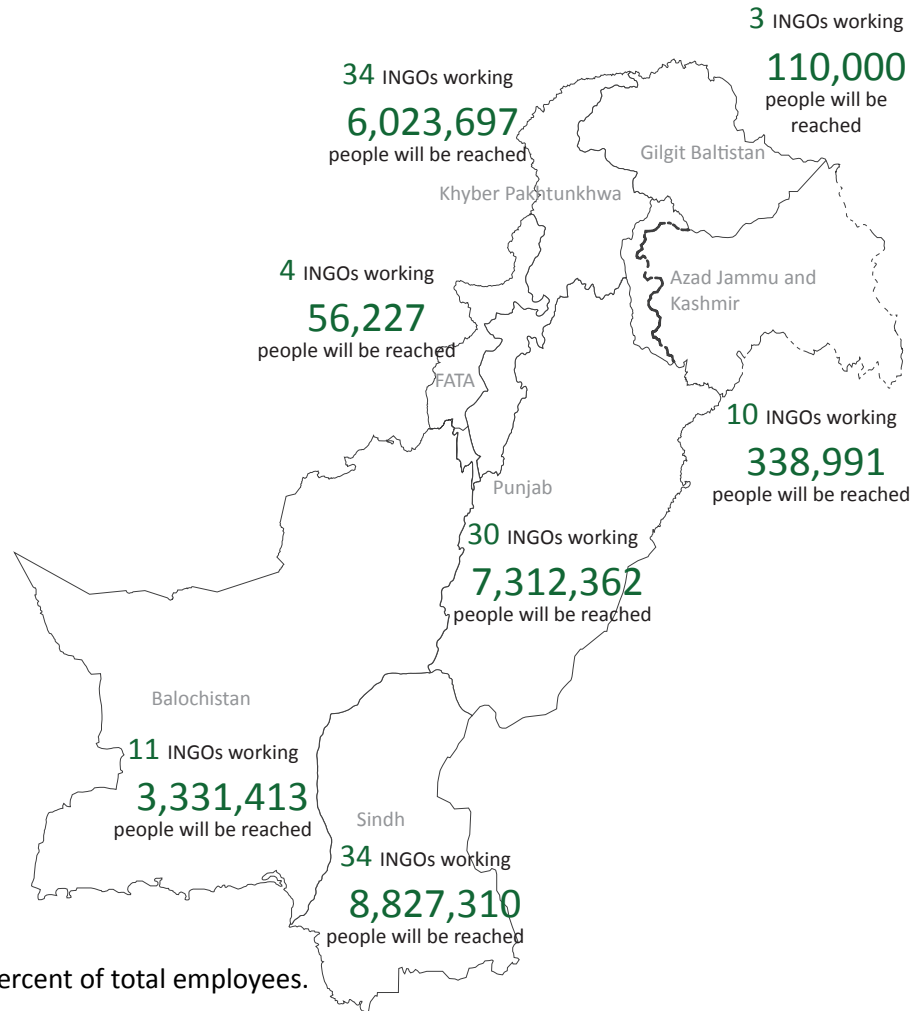 3 INGOs working
110,000
people will be
reached
34 INGOs working
6,023,697
people will be reached
Gilgit Baltistan
Khyber Pakhtunkhwa
4 INGOs working
56,227
people will be reached
Azad Jammu and
Kashmir
FATA
10 INGOs working
338,991
people will be reached
Punjab
30 INGOs working
7,312,362
people will be reached
Balochistan
11 INGOs working
3,331,413
people will be reached
Sindh
34 INGOs working
8,827,310
people will be reached
ercent of total employees.